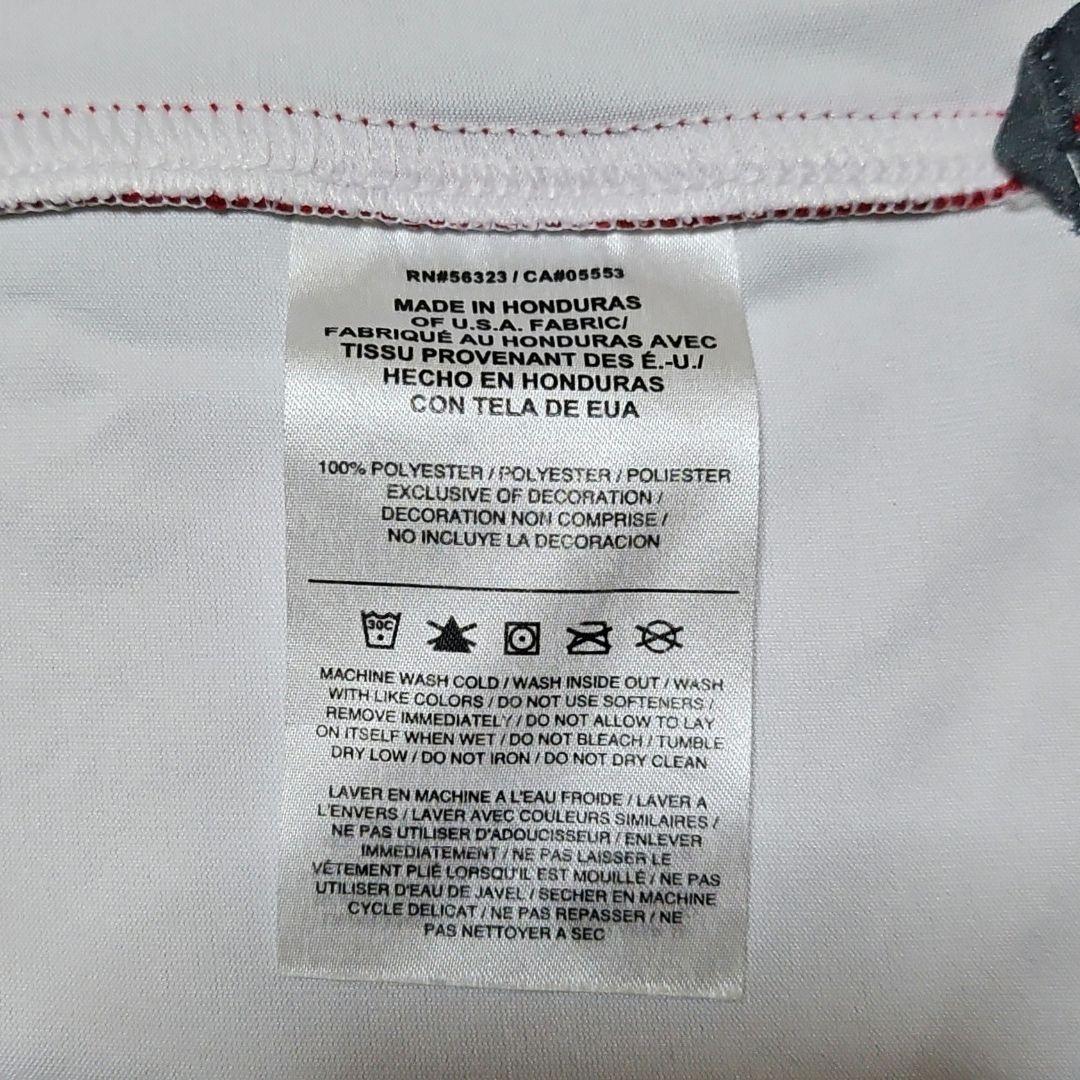 RN#56323 / CA#05553
MADE IN HONDURAS
OF U.S.A. FABRIC/
FABRIQUÉ AU HONDURAS AVEC
TISSU PROVENANT DES É.-U./
HECHO EN HONDURAS
CON TELA DE EUA
100% POLYESTER / POLYESTER / POLIESTER
EXCLUSIVE OF DECORATION /
DECORATION NON COMPRISE /
NO INCLUYE LA DECORACION
30C
MACHINE WASH COLD / WASH INSIDE OUT / WASH
WITH LIKE COLORS / DO NOT USE SOFTENERS /
REMOVE IMMEDIATELY / DO NOT ALLOW TO LAY
ON ITSELF WHEN WET / DO NOT BLEACH / TUMBLE
DRY LOW / DO NOT IRON / DO NOT DRY CLEAN
LAVER EN MACHINE A L'EAU FROIDE / LAVER A
L'ENVERS / LAVER AVEC COULEURS SIMILAIRES /
NE PAS UTILISER D'ADOUCISSEUR / ENLEVER
IMMEDIATEMENT / NE PAS LAISSER LE
VÊTEMENT PLIÉ LORSQU'IL EST MOUILLÉ / NE PAS
UTILISER D'EAU DE JAVEL / SECHER EN MACHINE
CYCLE DELICAT / NE PAS REPASSER / NE
PAS NETTOYER A SEC